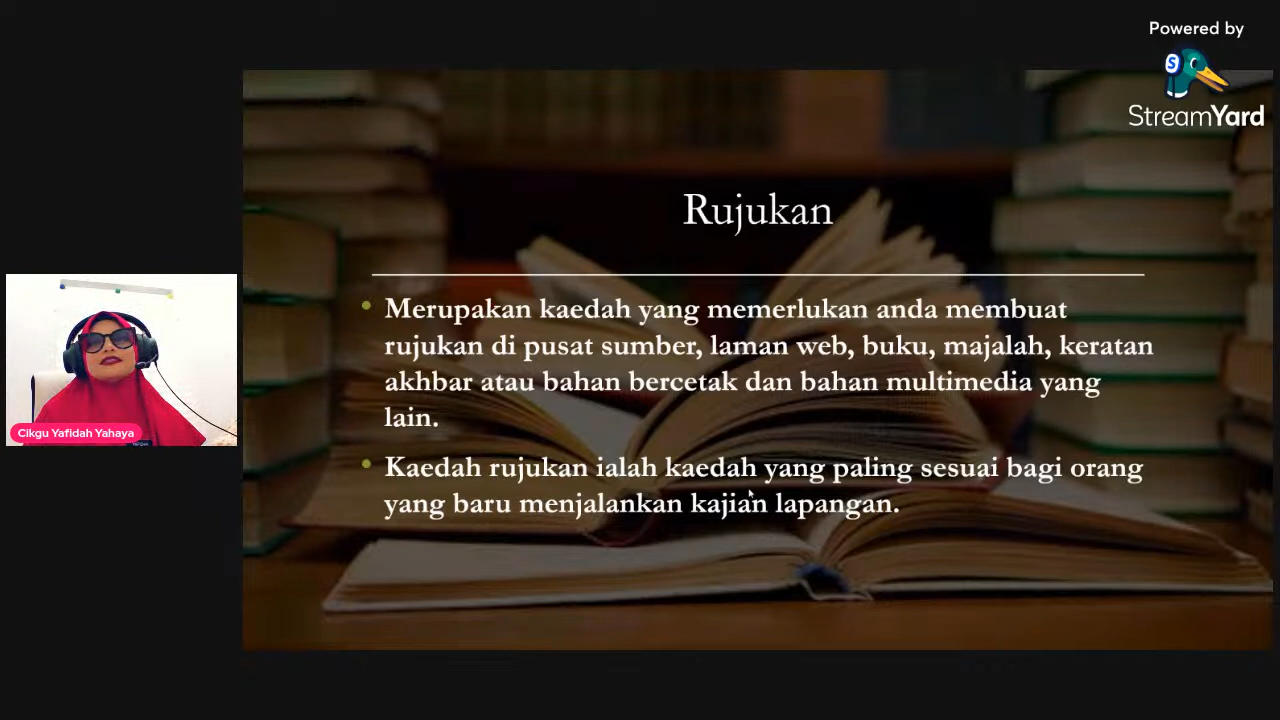 Powered by
StreamYard
Rujukan
Merupakan kaedah yang memerlukan anda membuat
rujukan di pusat sumber, laman web, buku, majalah, keratan
akhbar atau bahan bercetak dan bahan multimedia yang
lain.
Kaedah rujukan ialah kaedah yang paling sesuai bagi orang
yang baru menjalankan kajian lapangan.
Cikgu Yafidah Yahaya